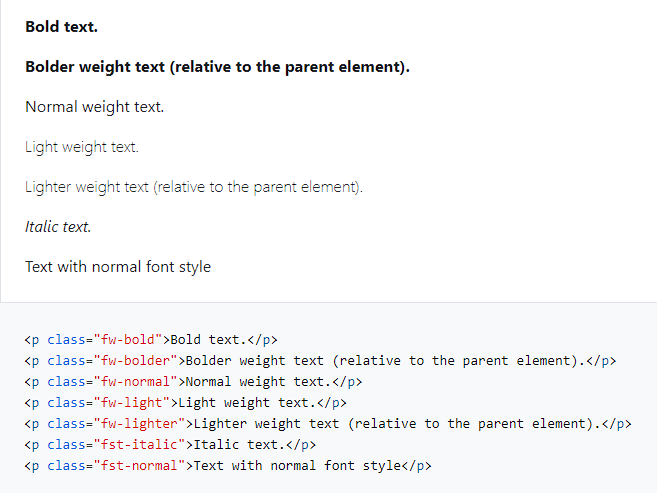 Bold text.
Bolder weight text (relative to the parent element).
Normal weight text.
Light weight text.
Lighter weight text (relative to the parent element).
Italic text.
Text with normal font style
<p class="fw-bold">Bold text.</p>
<p class="fw-bolder">Bolder weight text (relative to the parent element).</p>
<p class="fw-normal">Normal weight text.</p>
<p class="fw-light">Light weight text.</p>
<p class="fw-lighter">Lighter weight text (relative to the parent element).</p>
<p class="fst-italic">Italic text.</p>
<p class="fst-normal">Text with normal font style</p>